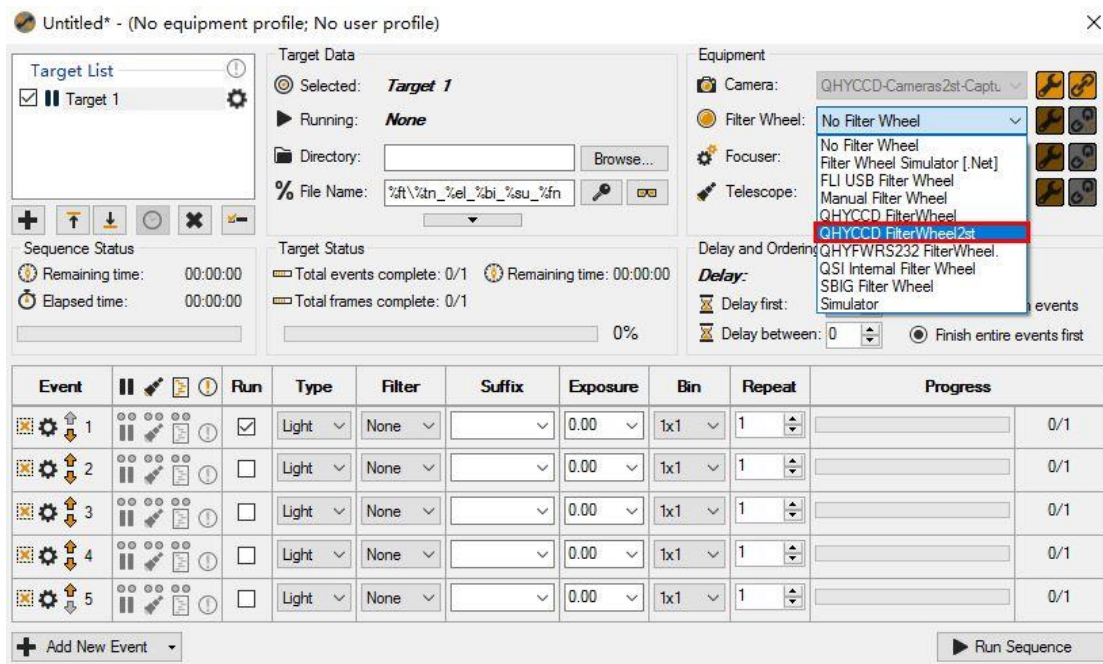 Untitled* - (No equipment profile; No user profile)
Target List
Target 1
Target Data
Selected: Target 1
Running: None
Directory: Browse...
File Name: %ft\%tn_%el_%bi_%su_%fn
Equipment
Camera: QHYCCD-Cameras2st-Captu
Filter Wheel: No Filter Wheel
Focuser:
Telescope:
No Filter Wheel
Filter Wheel Simulator [.Net]
FLI USB Filter Wheel
Manual Filter Wheel
QHYCCD FilterWheel
QHYCCD FilterWheel2st
QHYFWRS232 FilterWheel.
QSI Internal Filter Wheel
SBIG Filter Wheel
Simulator
Sequence Status
Remaining time: 00:00:00
Elapsed time: 00:00:00
Target Status
Total events complete: 0/1 Remaining time: 00:00:00
Total frames complete: 0/1
0%
Delay and Ordering
Delay:
Delay first: events
Delay between: 0 Finish entire events first
Event Run Type Filter Suffix Exposure Bin Repeat Progress
1 Light None 0.00 1x1 1 0/1
2 Light None 0.00 1x1 1 0/1
3 Light None 0.00 1x1 1 0/1
4 Light None 0.00 1x1 1 0/1
5 Light None 0.00 1x1 1 0/1
Add New Event Run Sequence